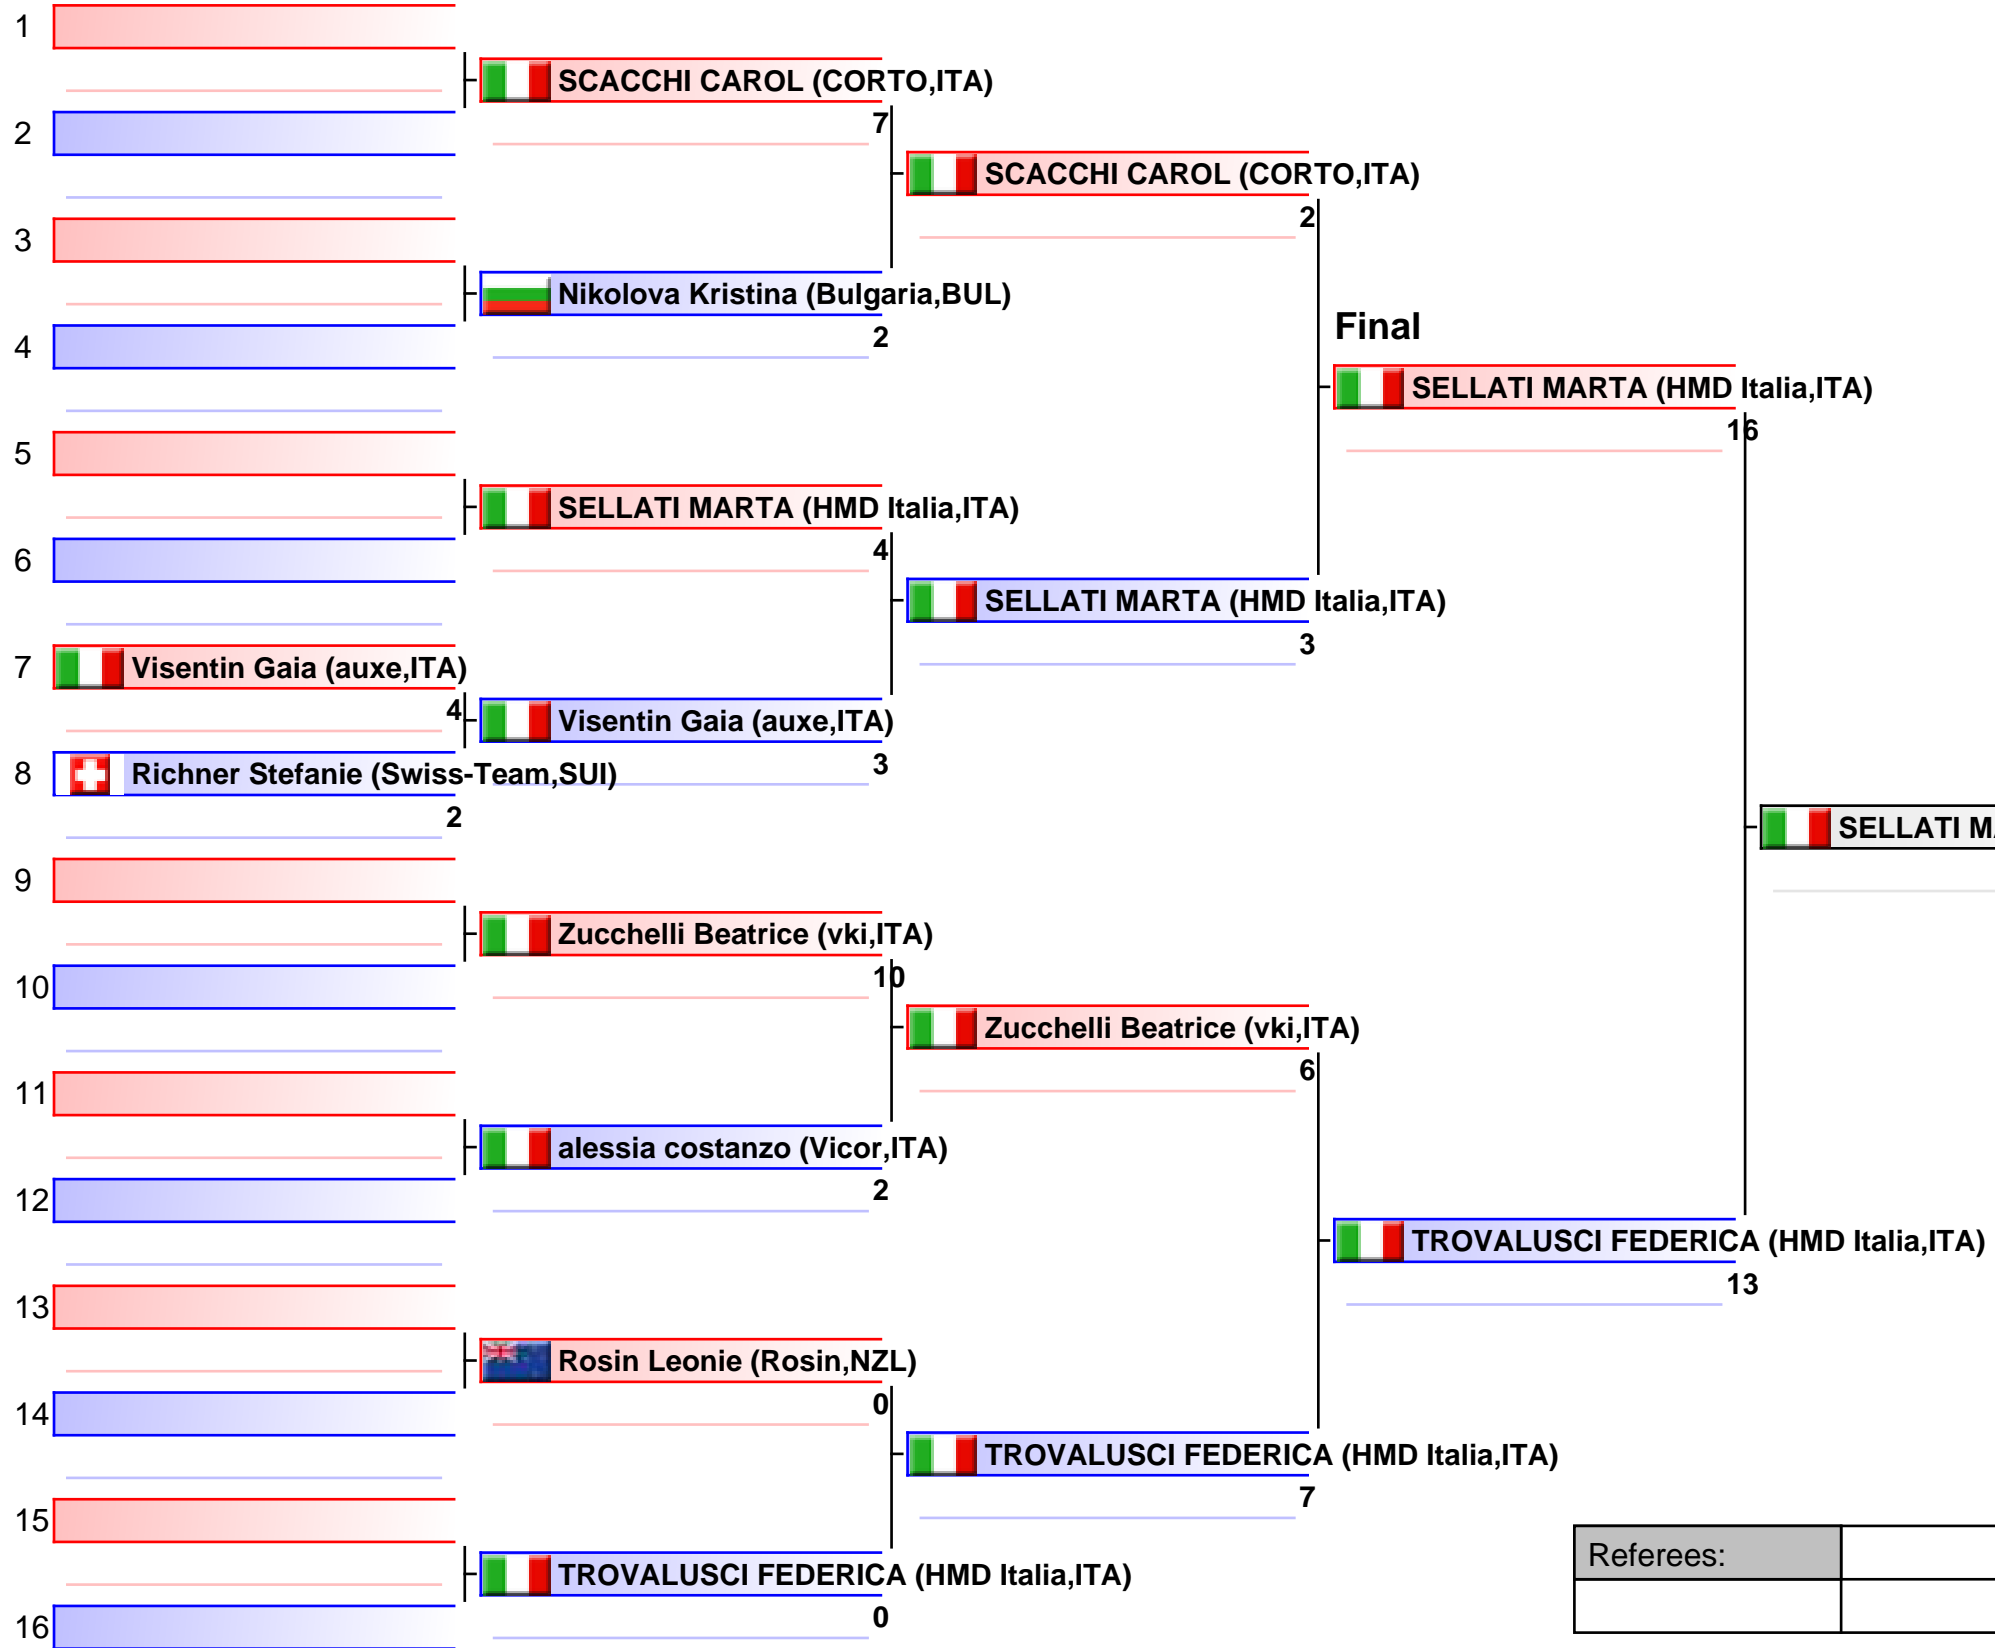 1
SCACCHI CAROL (CORTO,ITA)
7
2
SCACCHI CAROL (CORTO,ITA)
2
3
Nikolova Kristina (Bulgaria,BUL)
2
4
Final
SELLATI MARTA (HMD Italia,ITA)
16
5
SELLATI MARTA (HMD Italia,ITA)
4
6
SELLATI MARTA (HMD Italia,ITA)
3
7
Visentin Gaia (auxe,ITA)
4
Visentin Gaia (auxe,ITA)
3
8
Richner Stefanie (Swiss-Team,SUI)
2
SELLATI MA
9
Zucchelli Beatrice (vki,ITA)
10
10
Zucchelli Beatrice (vki,ITA)
6
11
alessia costanzo (Vicor,ITA)
2
12
TROVALUSCI FEDERICA (HMD Italia,ITA)
13
13
Rosin Leonie (Rosin,NZL)
0
14
TROVALUSCI FEDERICA (HMD Italia,ITA)
7
15
Referees:
TROVALUSCI FEDERICA (HMD Italia,ITA)
0
16